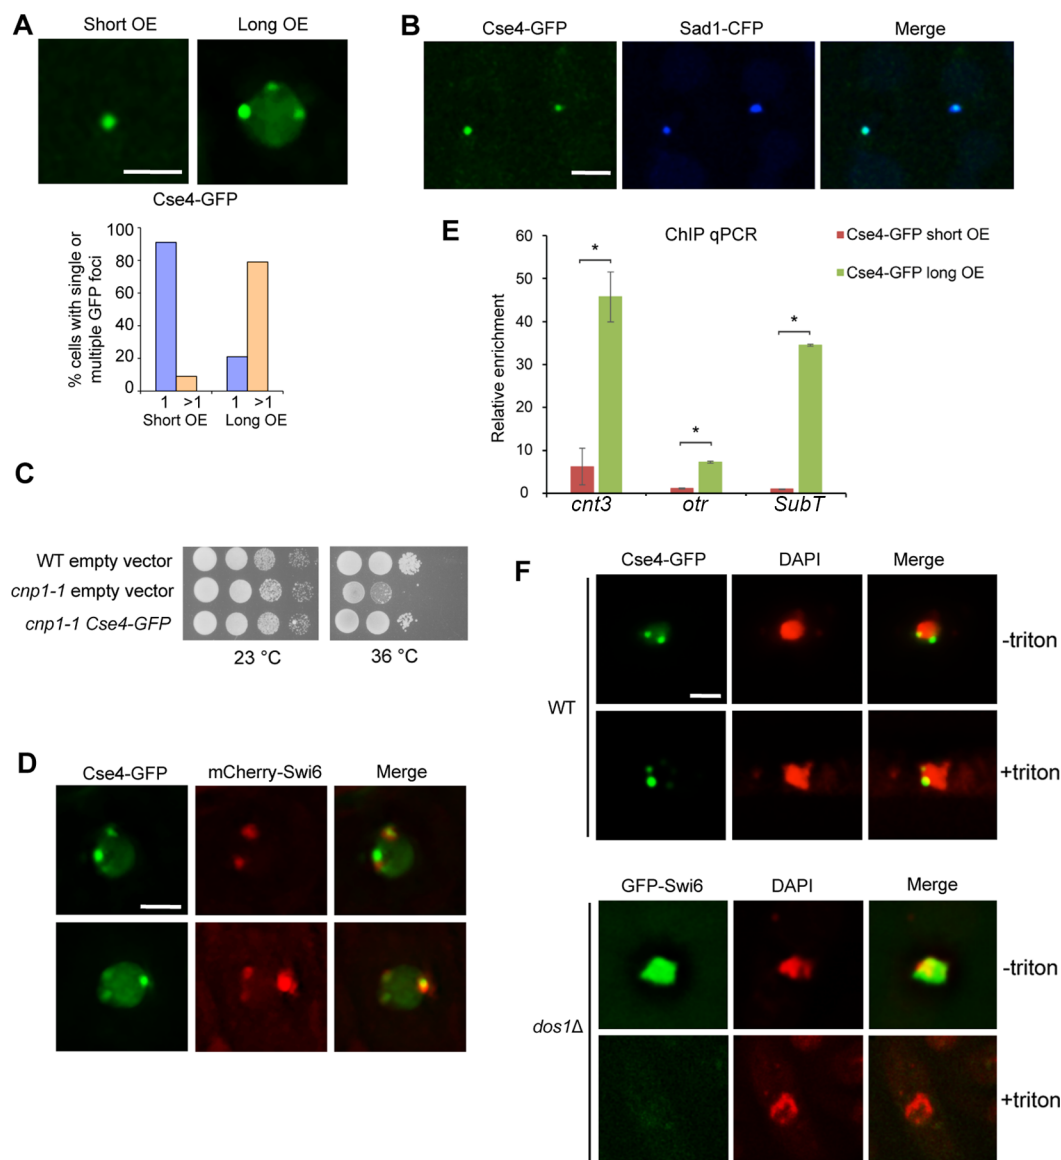 A
Short OE
Long OE
Cse4-GFP
% cells with single or
multiple GFP foci
100
80
60
40
20
0
1 >1 1 >1
Short OE Long OE
B
Cse4-GFP
Sad1-CFP
Merge
E
ChIP qPCR
Cse4-GFP short OE
Cse4-GFP long OE
Relative enrichment
60
50
40
30
20
10
0
*
*
*
cnt3
otr
SubT
C
WT empty vector
cnp1-1 empty vector
cnp1-1 Cse4-GFP
23 °C
36 °C
D
Cse4-GFP
mCherry-Swi6
Merge
F
Cse4-GFP
DAPI
Merge
WT
-triton
+triton
GFP-Swi6
DAPI
Merge
dos1Δ
-triton
+triton